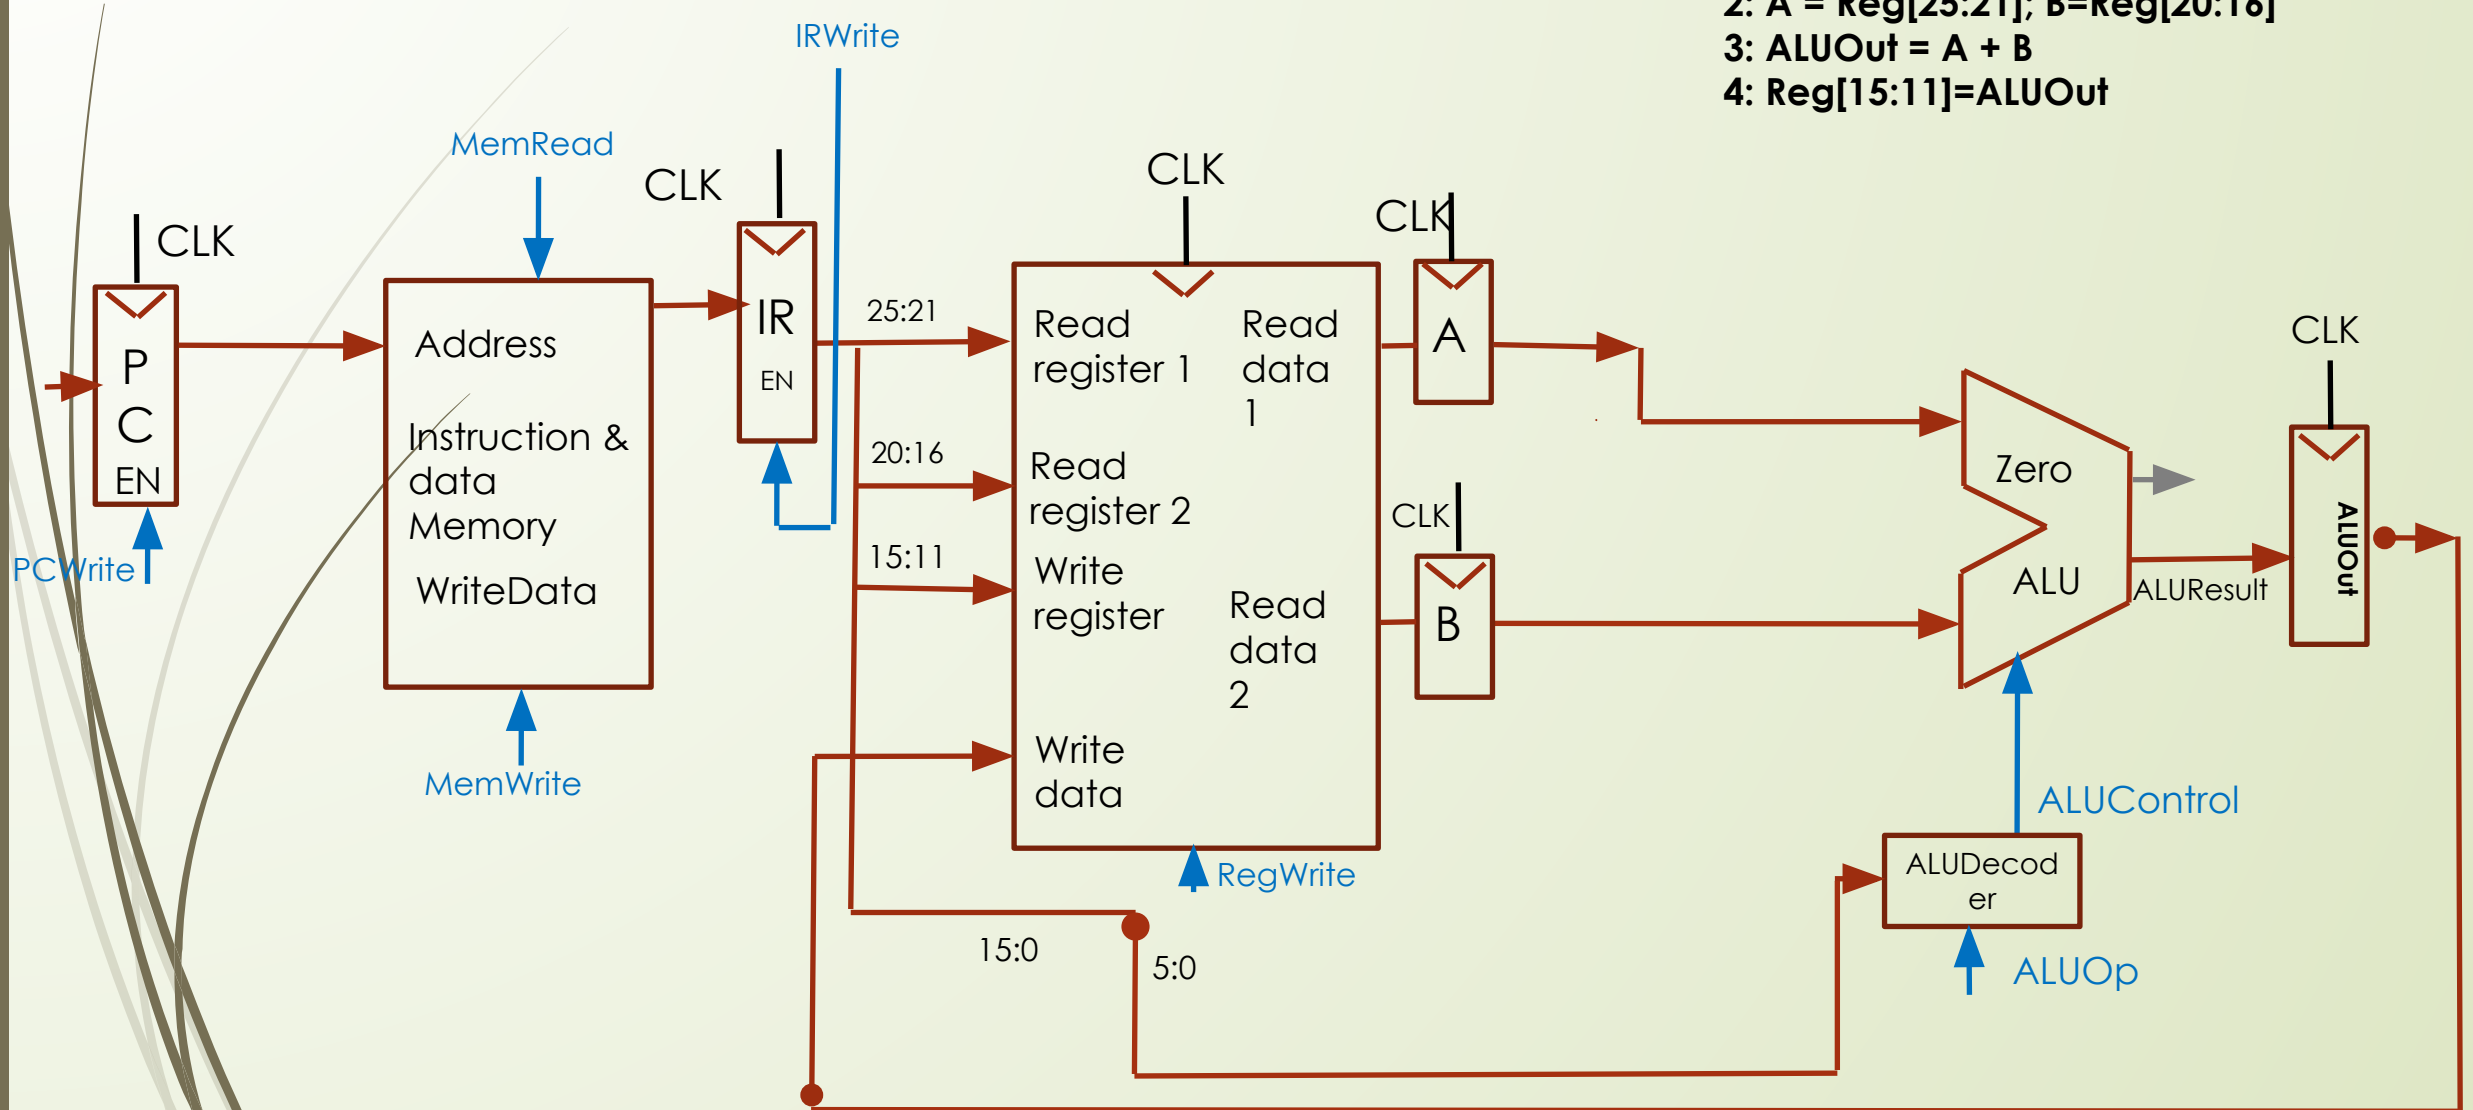 2: A = Reg[25:21]; B=Reg[20:16]
3: ALUOut = A + B
4: Reg[15:11]=ALUOut
IRWrite
MemRead
CLK
CLK
CLK
CLK
CLK
P
C
EN
PCWrite
Address
Instruction &
data
Memory
WriteData
MemWrite
IR
EN
25:21
20:16
15:11
Read
register 1
Read
data
1
Read
register 2
Write
register
Read
data
2
Write
data
RegWrite
A
CLK
B
Zero
ALU
ALUResult
ALUOut
ALUControl
ALUDecod
er
ALUOp
15:0
5:0